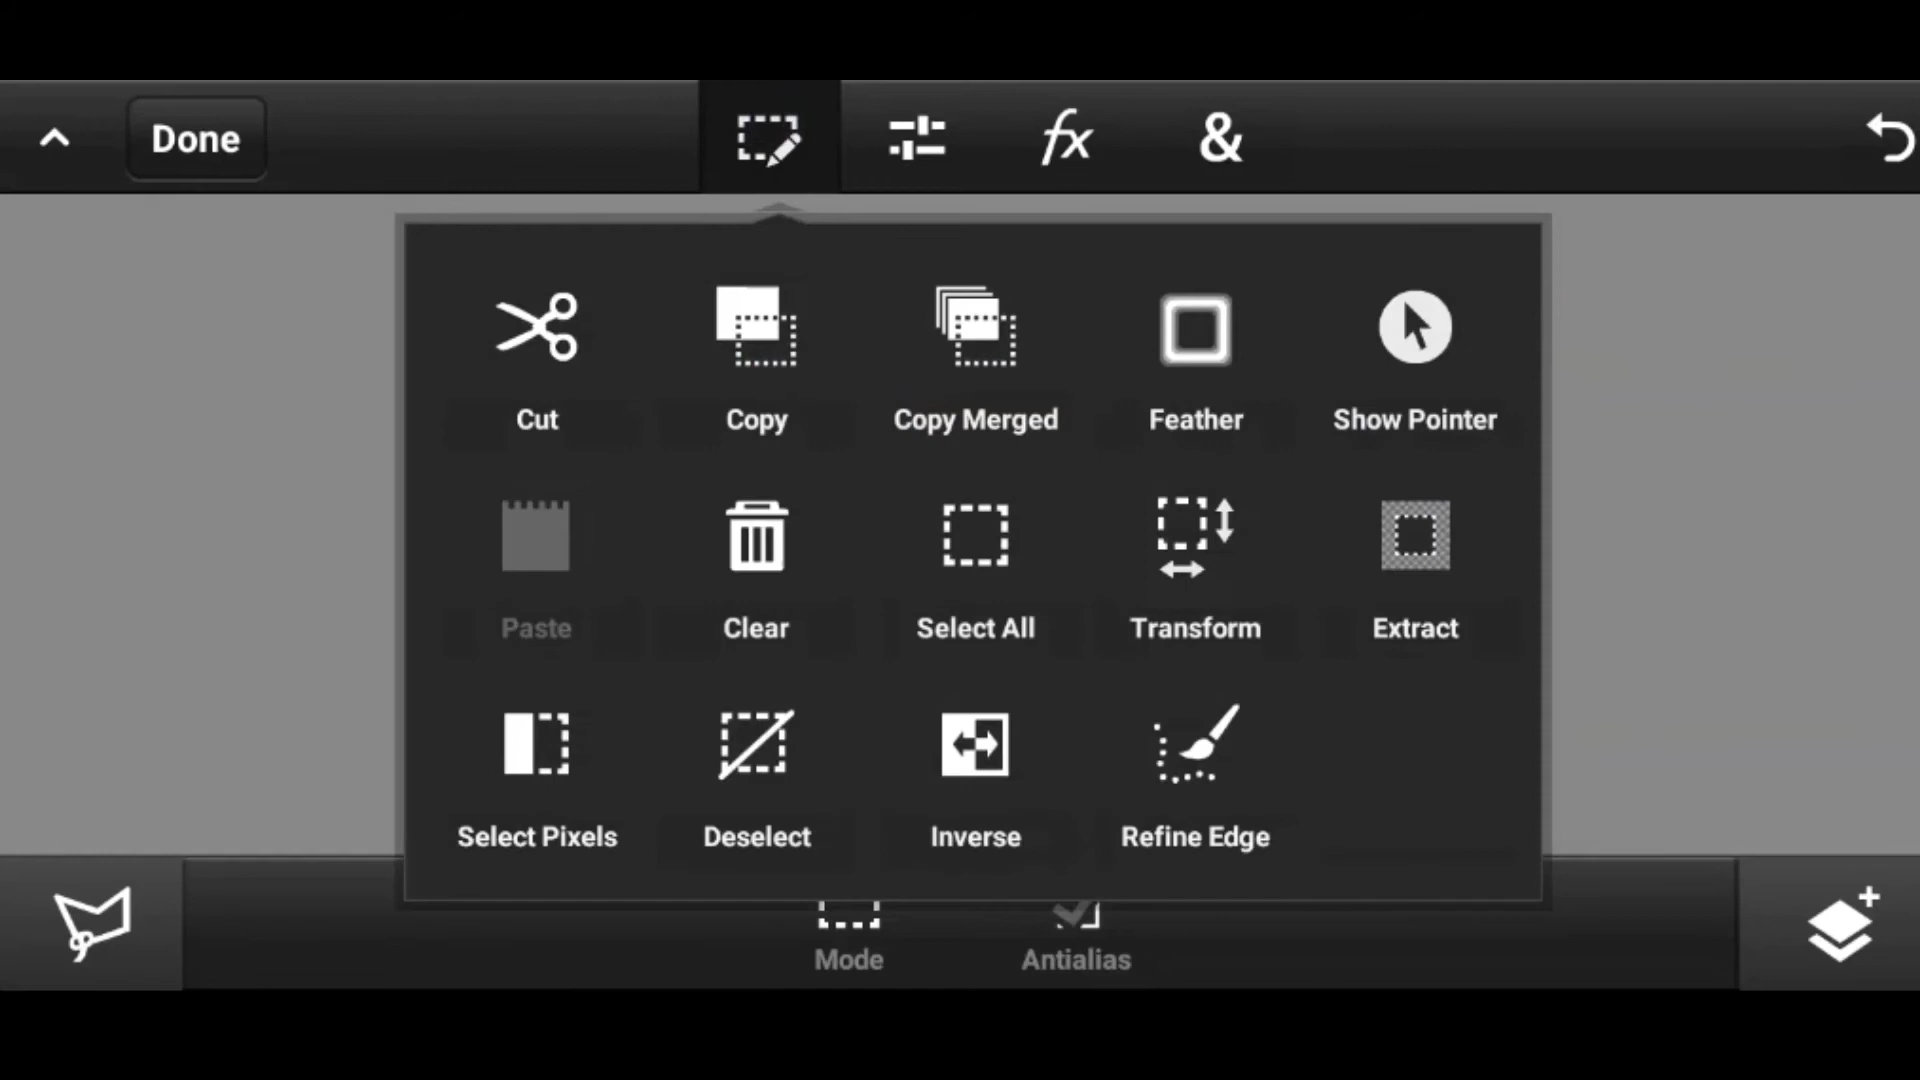 Done
fx
&
Cut
Copy
Copy Merged
Feather
Show Pointer
Paste
Clear
Select All
Transform
Extract
Select Pixels
Deselect
Inverse
Refine Edge
Mode
Antialias